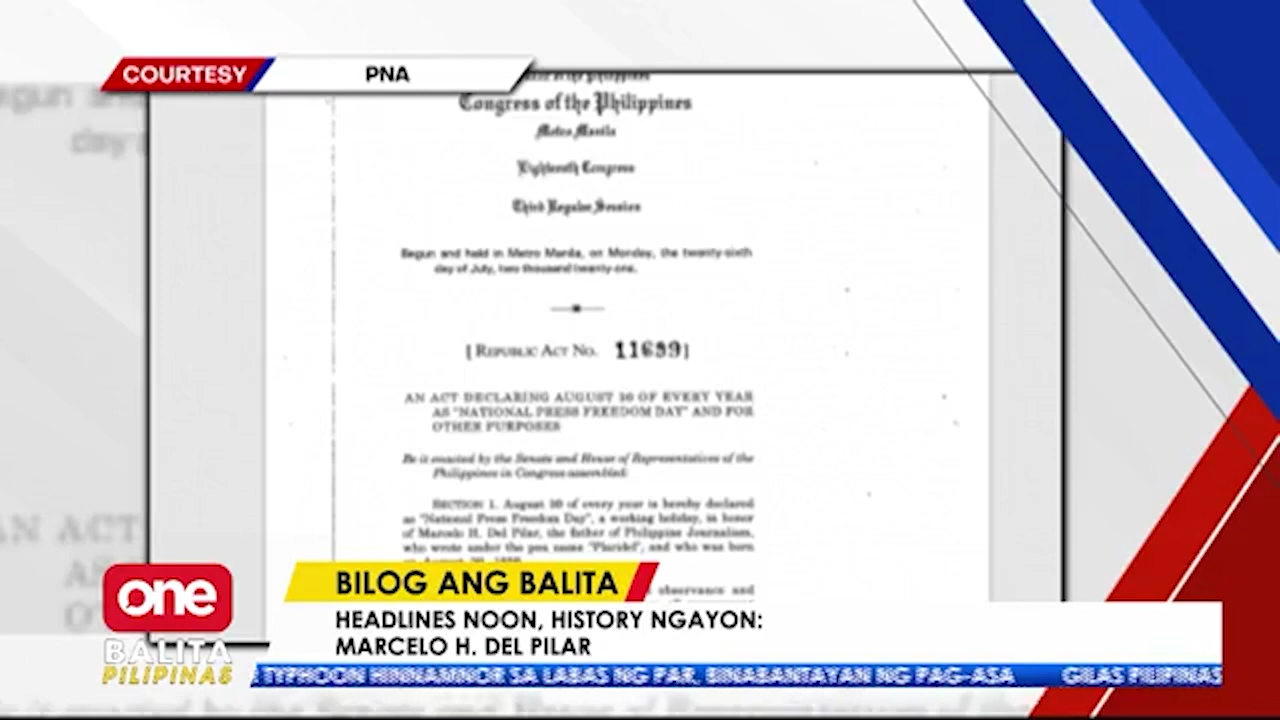 COURTESY PNA
Congress of the Philippines
Metro Manila
Eighteenth Congress
Third Regular Session
Begun and held in Metro Manila, on Monday, the twenty-sixth
day of July, two thousand twenty-one.
[ REPUBLIC ACT NO. 11699]
AN ACT DECLARING AUGUST 30 OF EVERY YEAR
AS "NATIONAL PRESS FREEDOM DAY" AND FOR
OTHER PURPOSES
Be it enacted by the Senate and House of Representatives of the
Philippines in Congress assembled:
SECTION 1. August 30 of every year is hereby declared
as "National Press Freedom Day", a working holiday, in honor
of Marcelo H. Del Pilar, the father of Philippine Journalism,
who wrote under the pen name "Plaridel", and who was born
observance and
BILOG ANG BALITA
HEADLINES NOON, HISTORY NGAYON:
MARCELO H. DEL PILAR
one
BALITA
PILIPINAS
TYPHOON HINNAMNOR SA LABAS NG PAR, BINABANTAYAN NG PAG-ASA GILAS PILIPINAS